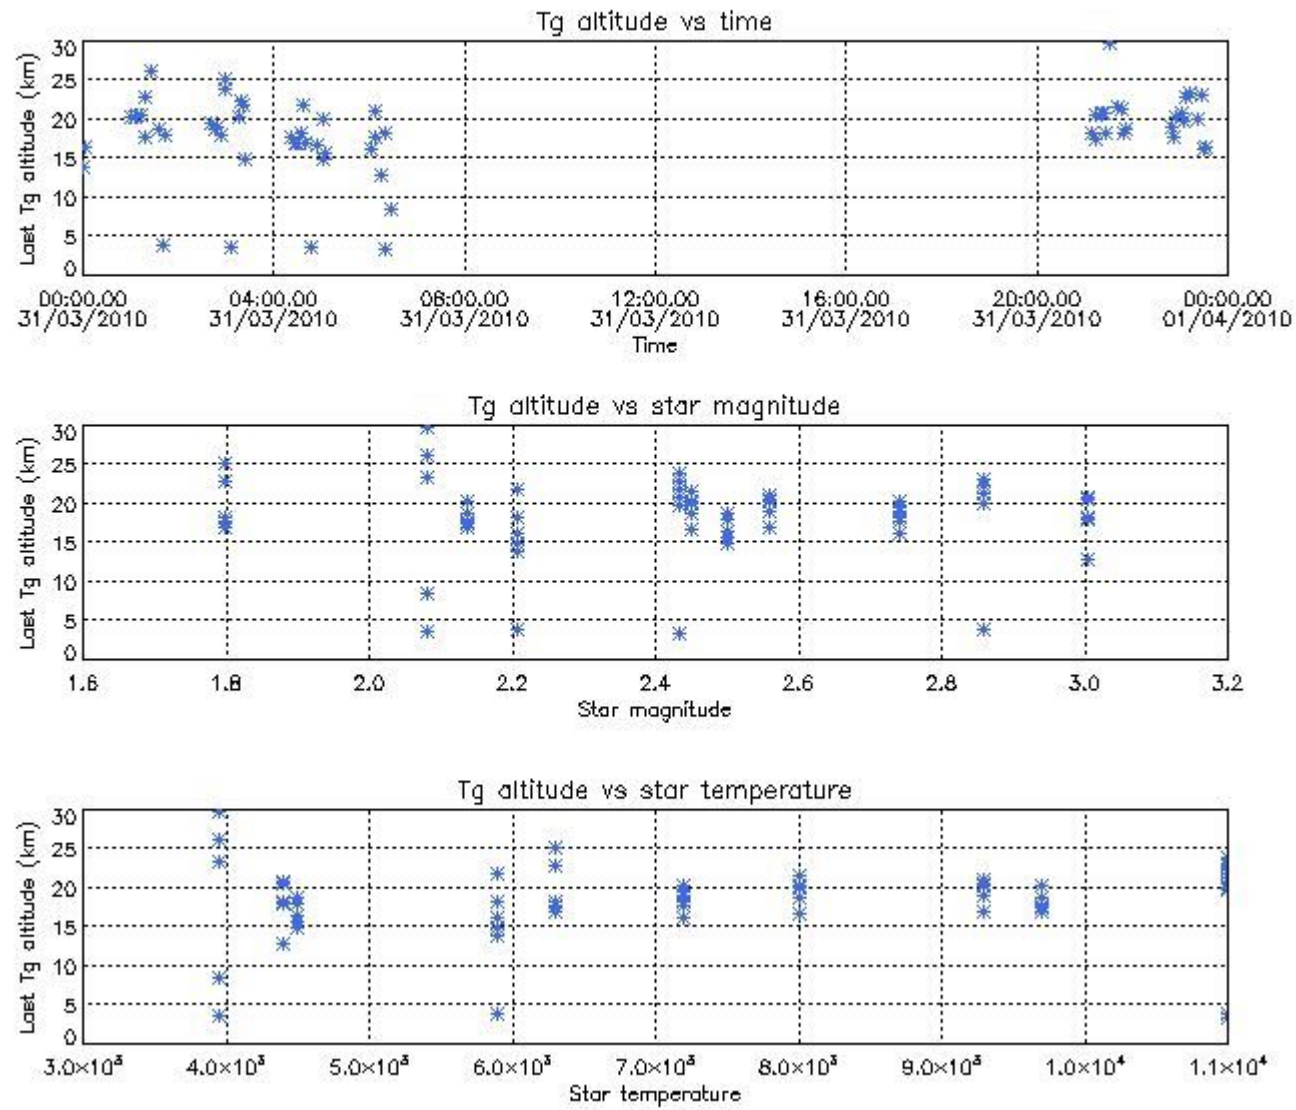 Tg altitude vs time
Last Tg altitude (km)
30
25
20
15
10
5
0
00:00.00 04:00.00 08:00.00 12:00.00 16:00.00 20:00.00 00:00.00
31/03/2010 31/03/2010 31/03/2010 31/03/2010 31/03/2010 31/03/2010 01/04/2010
Time
Tg altitude vs star magnitude
Last Tg altitude (km)
30
25
20
15
10
5
0
1.6 1.8 2.0 2.2 2.4 2.6 2.8 3.0 3.2
Star magnitude
Tg altitude vs star temperature
Last Tg altitude (km)
30
25
20
15
10
5
0
3.0×10³ 4.0×10³ 5.0×10³ 6.0×10³ 7.0×10³ 8.0×10³ 9.0×10³ 1.0×10⁴ 1.1×10⁴
Star temperature